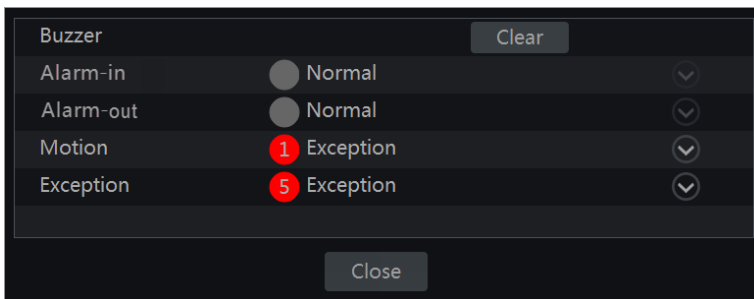 Buzzer Clear
Alarm-in Normal
Alarm-out Normal
Motion 1 Exception
Exception 5 Exception
Close